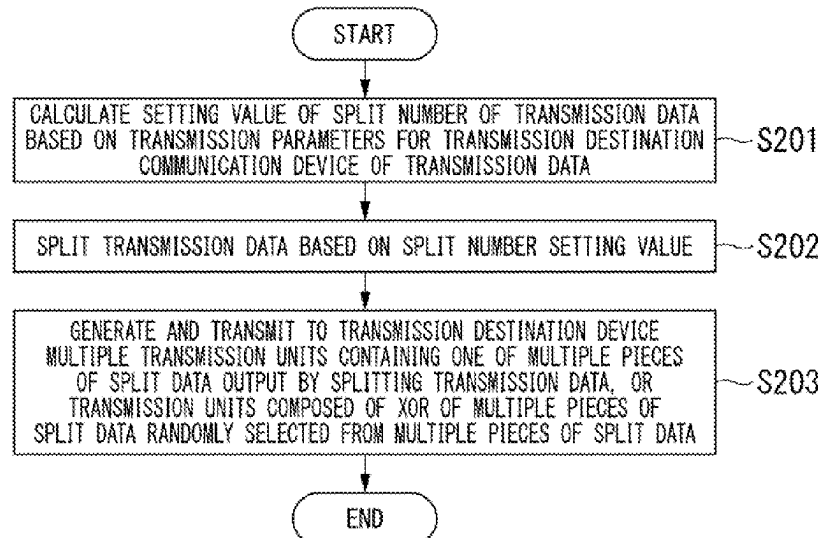 START
CALCULATE SETTING VALUE OF SPLIT NUMBER OF TRANSMISSION DATA
BASED ON TRANSMISSION PARAMETERS FOR TRANSMISSION DESTINATION
COMMUNICATION DEVICE OF TRANSMISSION DATA
S201
SPLIT TRANSMISSION DATA BASED ON SPLIT NUMBER SETTING VALUE
S202
GENERATE AND TRANSMIT TO TRANSMISSION DESTINATION DEVICE
MULTIPLE TRANSMISSION UNITS CONTAINING ONE OF MULTIPLE PIECES
OF SPLIT DATA OUTPUT BY SPLITTING TRANSMISSION DATA, OR
TRANSMISSION UNITS COMPOSED OF XOR OF MULTIPLE PIECES OF
SPLIT DATA RANDOMLY SELECTED FROM MULTIPLE PIECES OF SPLIT DATA
S203
END